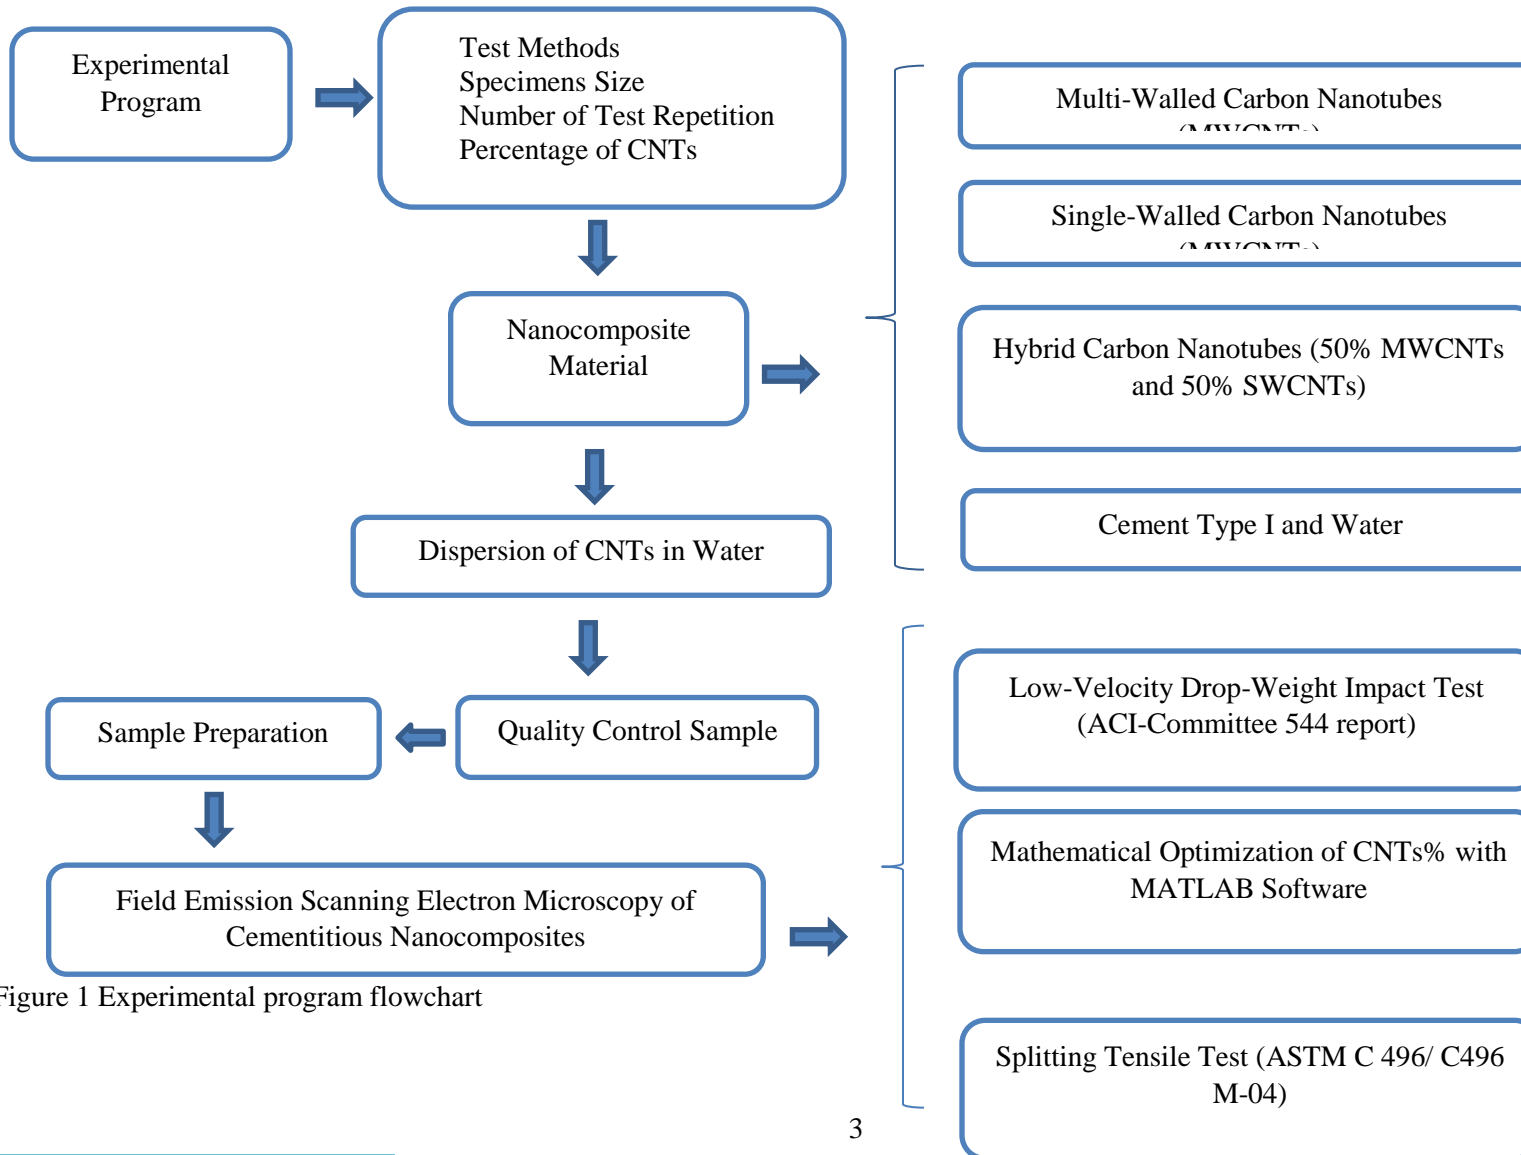 Experimental
Program
Test Methods
Specimens Size
Number of Test Repetition
Percentage of CNTs
Multi-Walled Carbon Nanotubes
(MWCNTs)
Single-Walled Carbon Nanotubes
(MWCNTs)
Nanocomposite
Material
Hybrid Carbon Nanotubes (50% MWCNTs
and 50% SWCNTs)
Cement Type I and Water
Dispersion of CNTs in Water
Quality Control Sample
Sample Preparation
Field Emission Scanning Electron Microscopy of
Cementitious Nanocomposites
Low-Velocity Drop-Weight Impact Test
(ACI-Committee 544 report)
Mathematical Optimization of CNTs% with
MATLAB Software
Splitting Tensile Test (ASTM C 496/ C496
M-04)
Figure 1 Experimental program flowchart
3